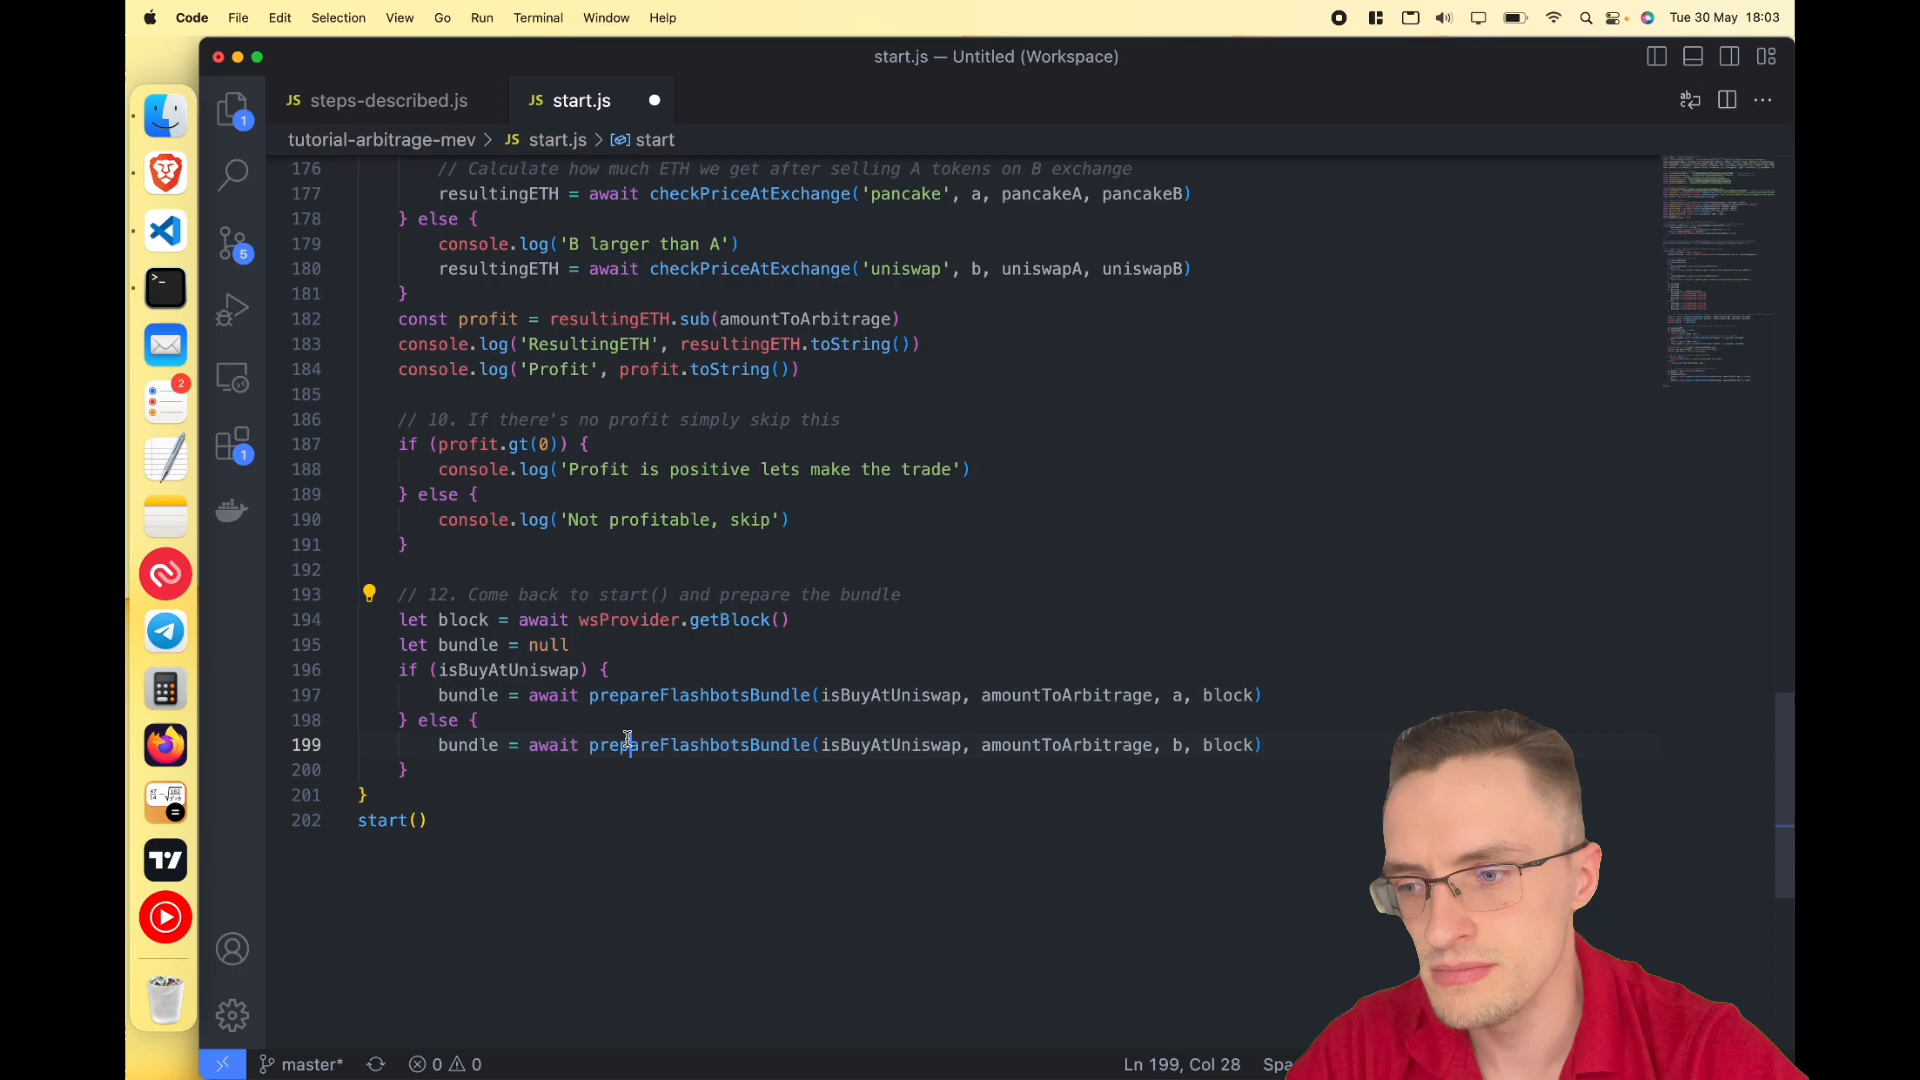 Code File Edit Selection View Go Run Terminal Window Help Tue 30 May 18:03
start.js — Untitled (Workspace)
JS steps-described.js JS start.js
tutorial-arbitrage-mev > JS start.js > start
176 // Calculate how much ETH we get after selling A tokens on B exchange
177 resultingETH = await checkPriceAtExchange('pancake', a, pancakeA, pancakeB)
178 } else {
179 console.log('B larger than A')
180 resultingETH = await checkPriceAtExchange('uniswap', b, uniswapA, uniswapB)
181 }
182 const profit = resultingETH.sub(amountToArbitrage)
183 console.log('ResultingETH', resultingETH.toString())
184 console.log('Profit', profit.toString())
185
186 // 10. If there's no profit simply skip this
187 if (profit.gt(0)) {
188 console.log('Profit is positive lets make the trade')
189 } else {
190 console.log('Not profitable, skip')
191 }
192
193 // 12. Come back to start() and prepare the bundle
194 let block = await wsProvider.getBlock()
195 let bundle = null
196 if (isBuyAtUniswap) {
197 bundle = await prepareFlashbotsBundle(isBuyAtUniswap, amountToArbitrage, a, block)
198 } else {
199 bundle = await prepareFlashbotsBundle(isBuyAtUniswap, amountToArbitrage, b, block)
200 }
201 }
202 start()
1
5
1
2
master* 0 0 Ln 199, Col 28 Spa